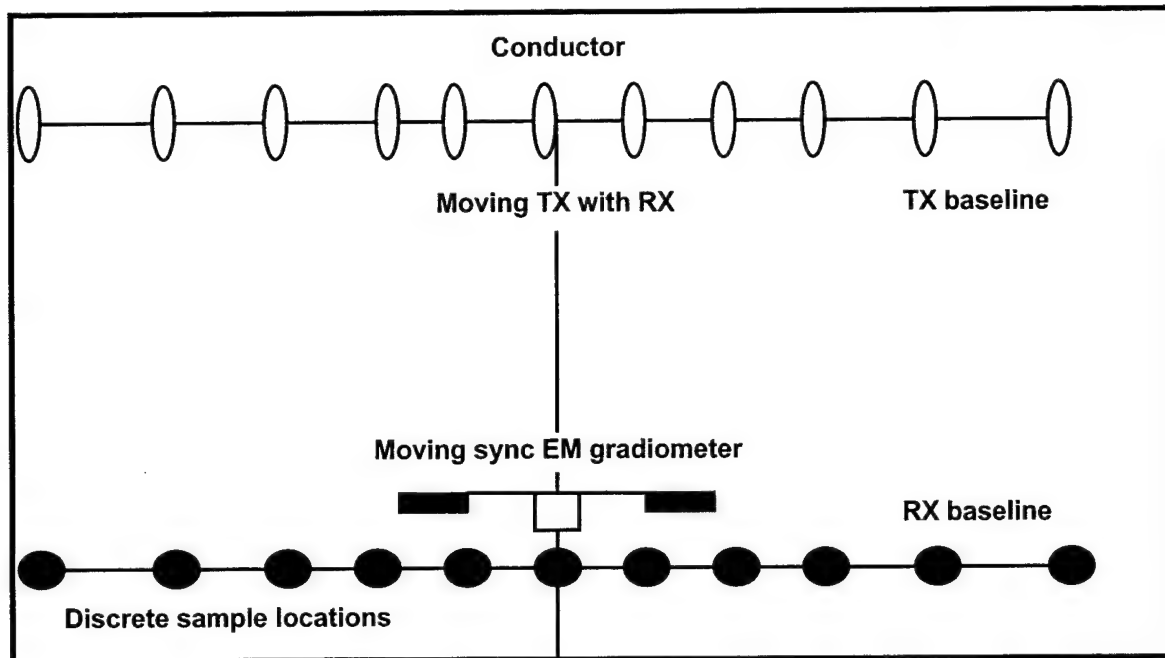 Conductor
Moving TX with RX
TX baseline
Moving sync EM gradiometer
RX baseline
Discrete sample locations